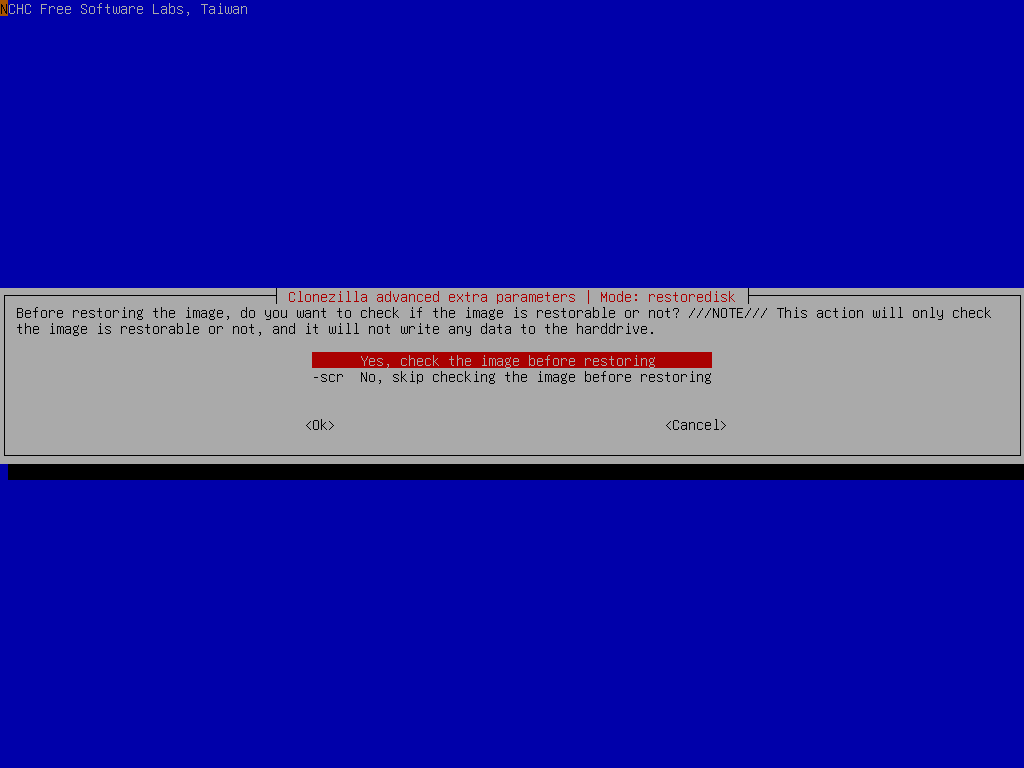 NCHC Free Software Labs, Taiwan
Clonezilla advanced extra parameters | Mode: restoredisk
Before restoring the image, do you want to check if the image is restorable or not? ///NOTE/// This action will only check
the image is restorable or not, and it will not write any data to the harddrive.
Yes, check the image before restoring
-scr  No, skip checking the image before restoring
<Ok> <Cancel>